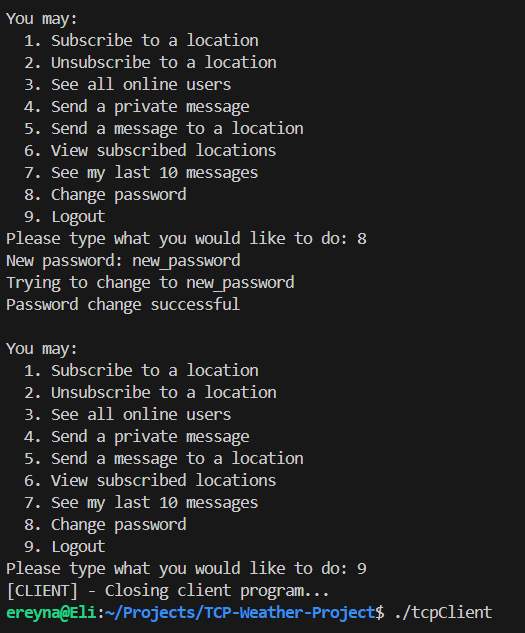 You may:
  1. Subscribe to a location
  2. Unsubscribe to a location
  3. See all online users
  4. Send a private message
  5. Send a message to a location
  6. View subscribed locations
  7. See my last 10 messages
  8. Change password
  9. Logout
Please type what you would like to do: 8
New password: new_password
Trying to change to new_password
Password change successful

You may:
  1. Subscribe to a location
  2. Unsubscribe to a location
  3. See all online users
  4. Send a private message
  5. Send a message to a location
  6. View subscribed locations
  7. See my last 10 messages
  8. Change password
  9. Logout
Please type what you would like to do: 9
[CLIENT] - Closing client program...
ereyna@Eli:~/Projects/TCP-Weather-Project$ ./tcpClient